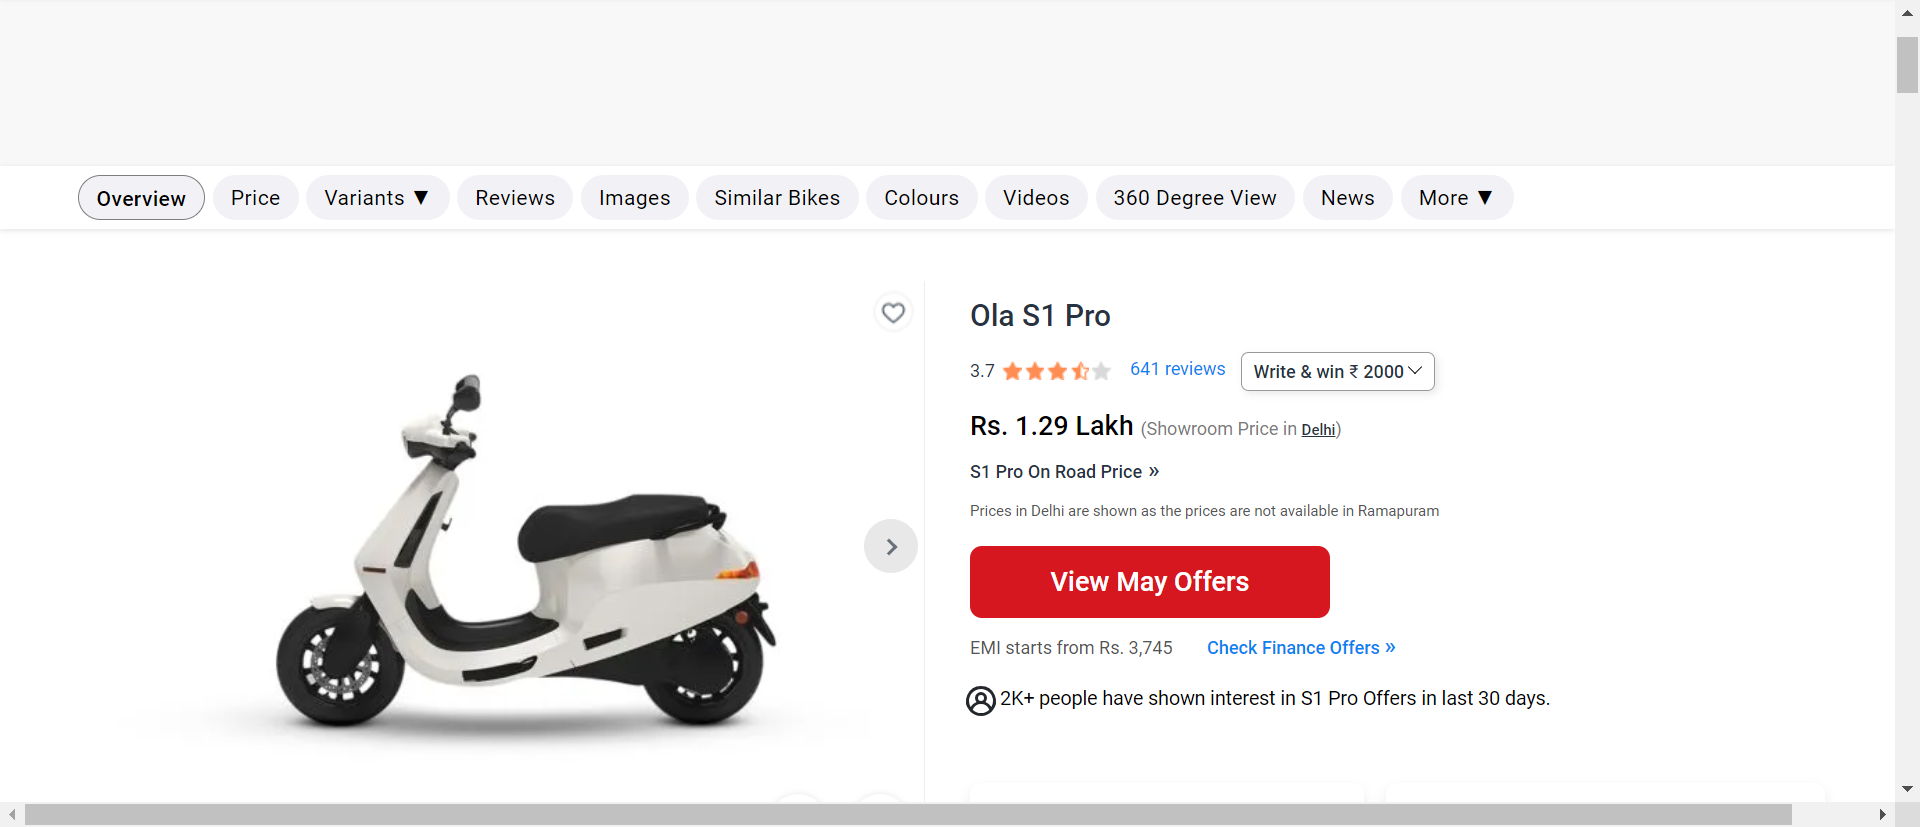 Overview Price Variants ▼ Reviews Images Similar Bikes Colours Videos 360 Degree View News More ▼
Ola S1 Pro
3.7 641 reviews Write & win ₹ 2000
Rs. 1.29 Lakh (Showroom Price in Delhi)
S1 Pro On Road Price »
Prices in Delhi are shown as the prices are not available in Ramapuram
View May Offers
EMI starts from Rs. 3,745 Check Finance Offers »
2K+ people have shown interest in S1 Pro Offers in last 30 days.